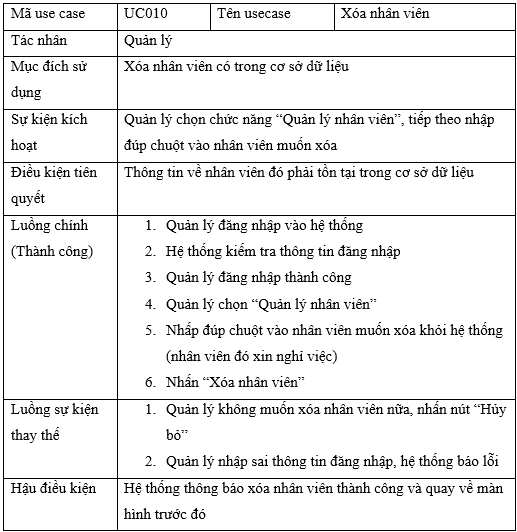 Mã use case UC010 Tên usecase Xóa nhân viên
Tác nhân Quản lý
Mục đích sử Xóa nhân viên có trong cơ sở dữ liệu
dụng
Sự kiện kích Quản lý chọn chức năng “Quản lý nhân viên”, tiếp theo nhập
hoạt đúp chuột vào nhân viên muốn xóa
Điều kiện tiên Thông tin về nhân viên đó phải tồn tại trong cơ sở dữ liệu
quyết
Luồng chính 1. Quản lý đăng nhập vào hệ thống
(Thành công) 2. Hệ thống kiểm tra thông tin đăng nhập
3. Quản lý đăng nhập thành công
4. Quản lý chọn “Quản lý nhân viên”
5. Nhấp đúp chuột vào nhân viên muốn xóa khỏi hệ thống
(nhân viên đó xin nghỉ việc)
6. Nhấn “Xóa nhân viên”
Luồng sự kiện 1. Quản lý không muốn xóa nhân viên nữa, nhấn nút “Hủy
thay thế bỏ”
2. Quản lý nhập sai thông tin đăng nhập, hệ thống báo lỗi
Hậu điều kiện Hệ thống thông báo xóa nhân viên thành công và quay về màn
hình trước đó